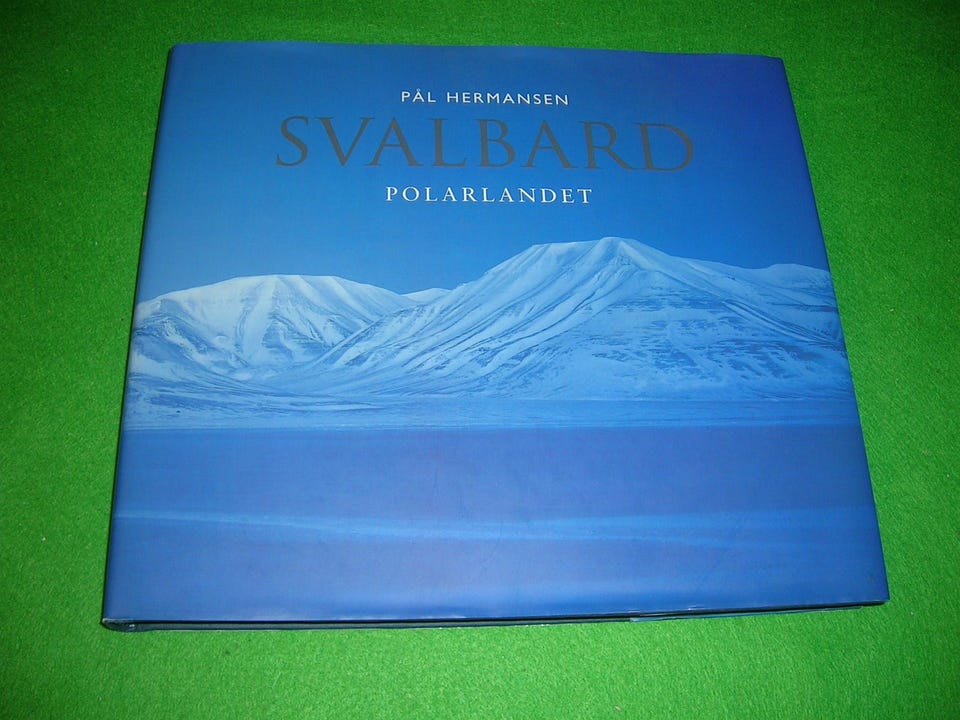 PÅL HERMANSEN
SVALBARD
POLARLANDET